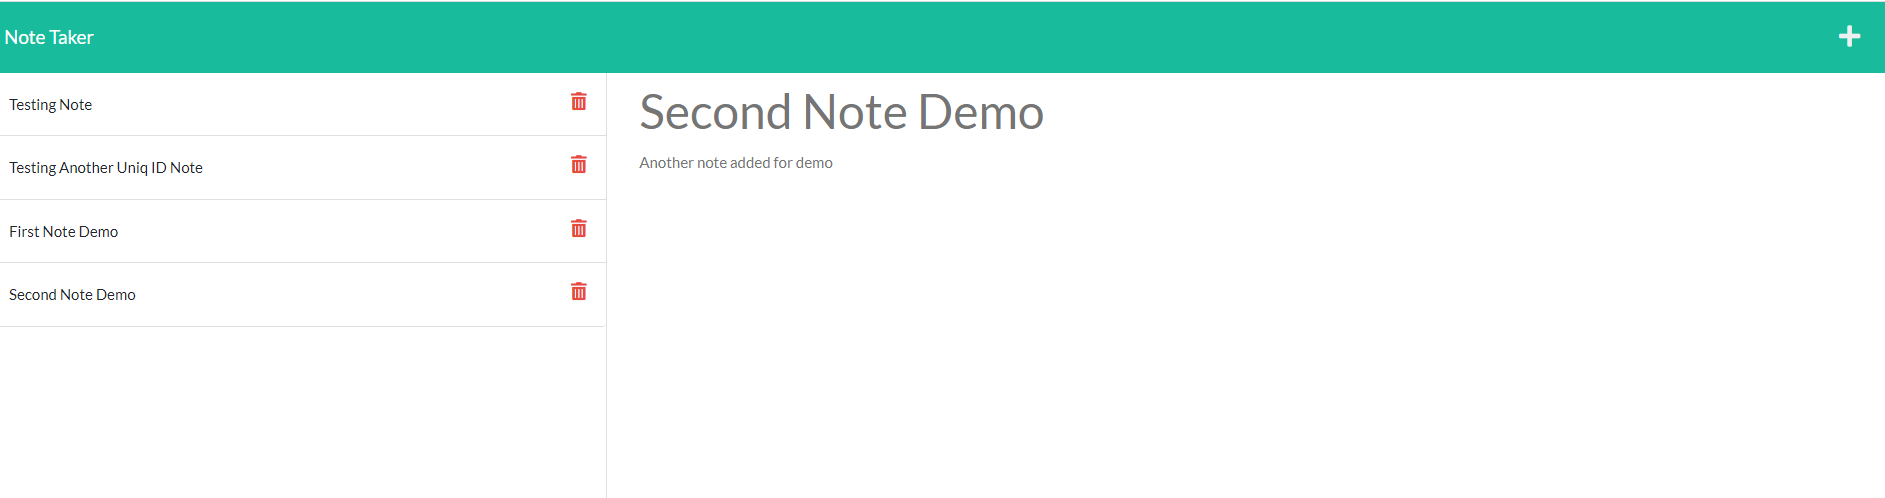 Note Taker
Testing Note
Testing Another Uniq ID Note
First Note Demo
Second Note Demo
Second Note Demo
Another note added for demo